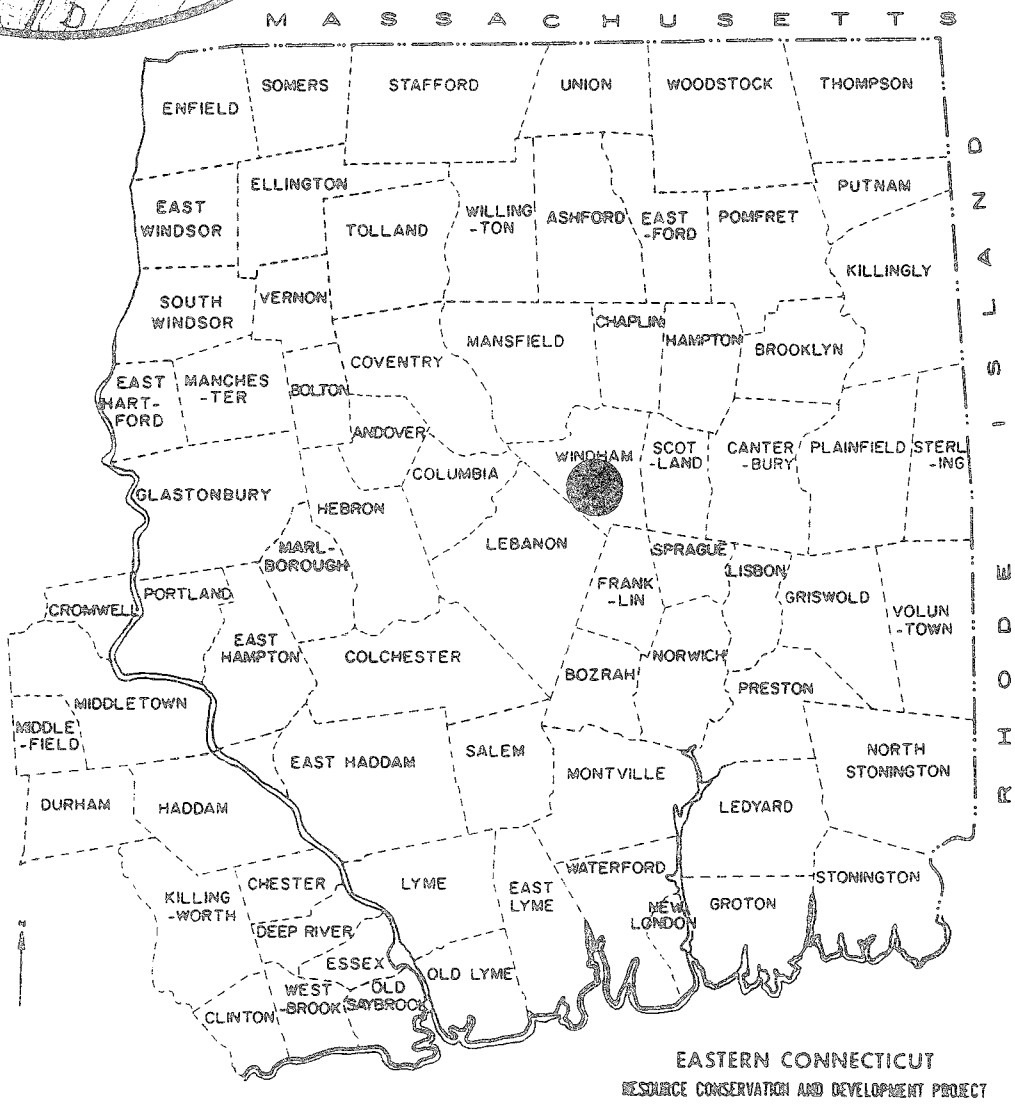 D
M A S S A C H U S E T T S
ENFIELD
SOMERS
STAFFORD
UNION
WOODSTOCK
THOMPSON
EAST
WINDSOR
ELLINGTON
TOLLAND
WILLING
-TON
ASHFORD
EAST
-FORD
POMFRET
PUTNAM
KILLINGLY
SOUTH
WINDSOR
VERNON
COVENTRY
MANSFIELD
CHAPLIN
HAMPTON
BROOKLYN
EAST
HART-
FORD
MANCHES
-TER
BOLTON
ANDOVER
COLUMBIA
WINDHAM
SCOT
-LAND
CANTER
-BURY
PLAINFIELD
STERL
-ING
GLASTONBURY
HEBRON
MARL-
BOROUGH
LEBANON
FRANK
-LIN
SPRAGUE
LISBON
GRISWOLD
VOLUN
-TOWN
CROMWELL
PORTLAND
EAST
HAMPTON
COLCHESTER
BOZRAH
NORWICH
PRESTON
MIDDLETOWN
MIDDLE
-FIELD
DURHAM
HADDAM
EAST HADDAM
SALEM
MONTVILLE
LEDYARD
NORTH
STONINGTON
KILLING
-WORTH
CHESTER
DEEP RIVER
ESSEX
LYME
EAST
LYME
WATERFORD
NEW
LONDON
GROTON
STONINGTON
CLINTON
WEST
-BROOK
OLD
SAYBROOK
OLD LYME
R H O D E I S L A N D
EASTERN CONNECTICUT
RESOURCE CONSERVATION AND DEVELOPMENT PROJECT